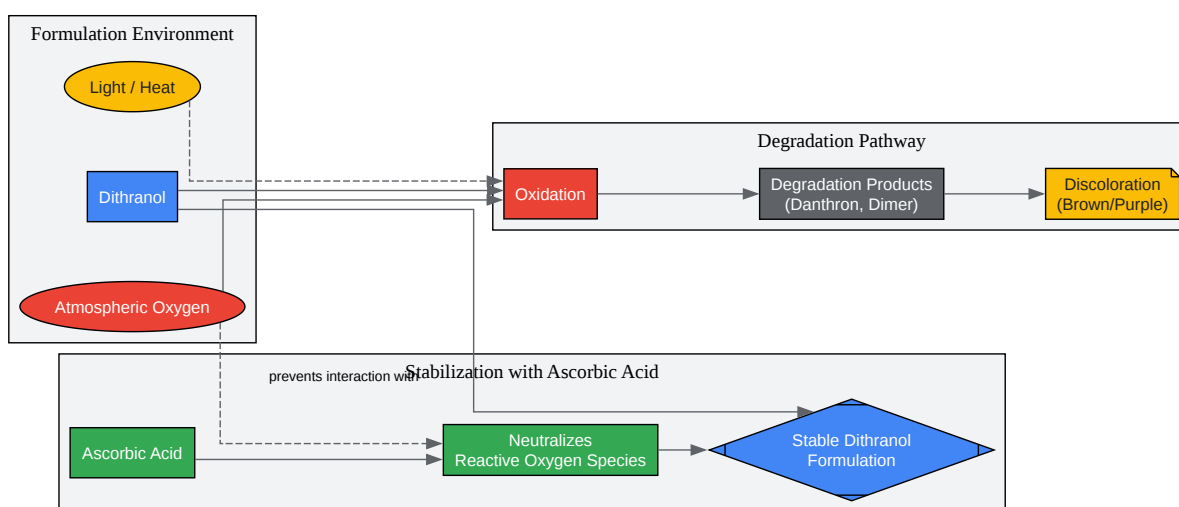 Formulation Environment
Light / Heat
Dithranol
Atmospheric Oxygen
Degradation Pathway
Oxidation
Degradation Products
(Danthron, Dimer)
Discoloration
(Brown/Purple)
Stabilization with Ascorbic Acid
prevents interaction with
Ascorbic Acid
Neutralizes
Reactive Oxygen Species
Stable Dithranol
Formulation